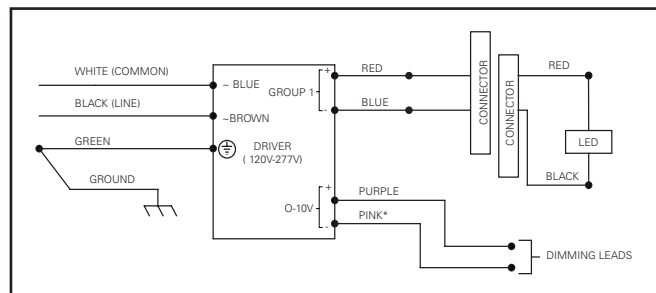 WHITE (COMMON)
BLACK (LINE)
GREEN
GROUND
~ BLUE
~BROWN
DRIVER
( 120V-277V)
GROUP 1
+
-
O-10V
+
-
RED
BLUE
PURPLE
PINK*
CONNECTOR
CONNECTOR
RED
LED
BLACK
DIMMING LEADS